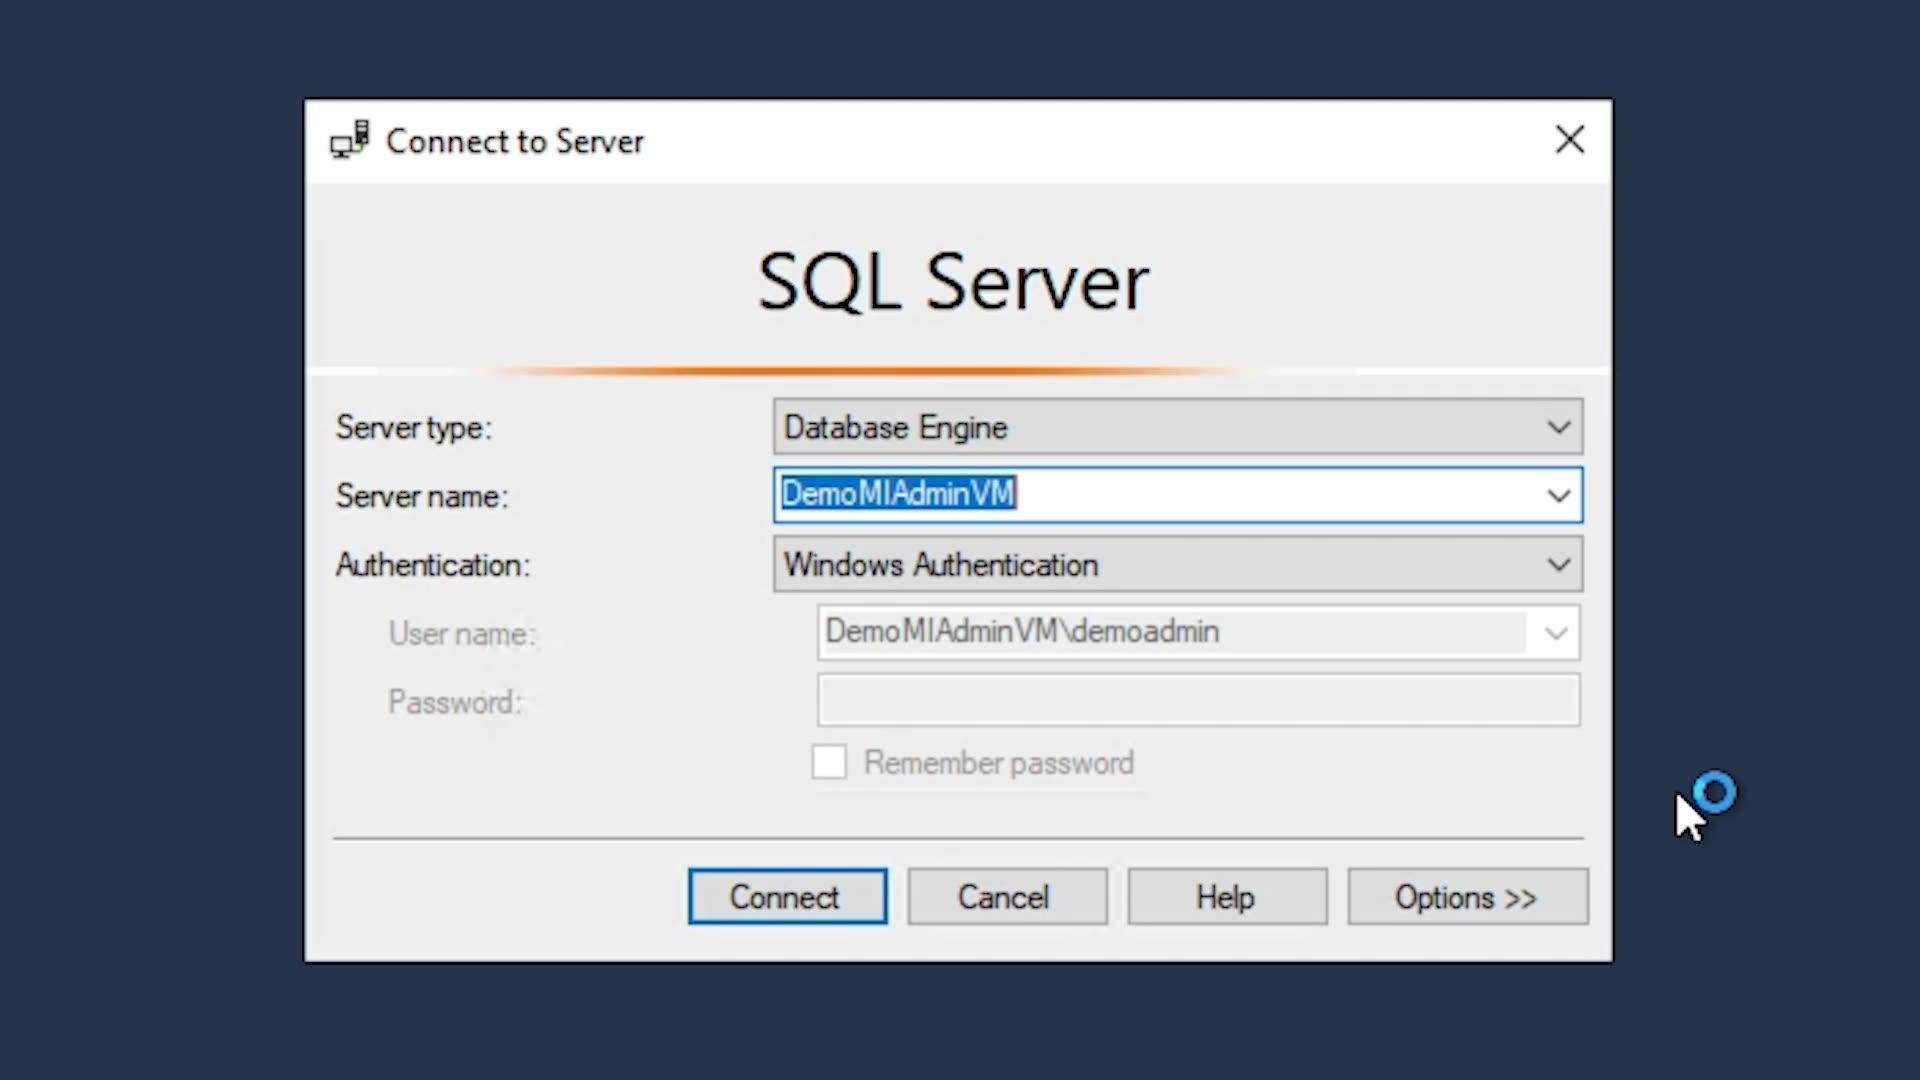 Connect to Server
SQL Server
Server type: Database Engine
Server name: DemoMIAdminVM
Authentication: Windows Authentication
User name: DemoMIAdminVM\demoadmin
Password:
Remember password
Connect Cancel Help Options >>